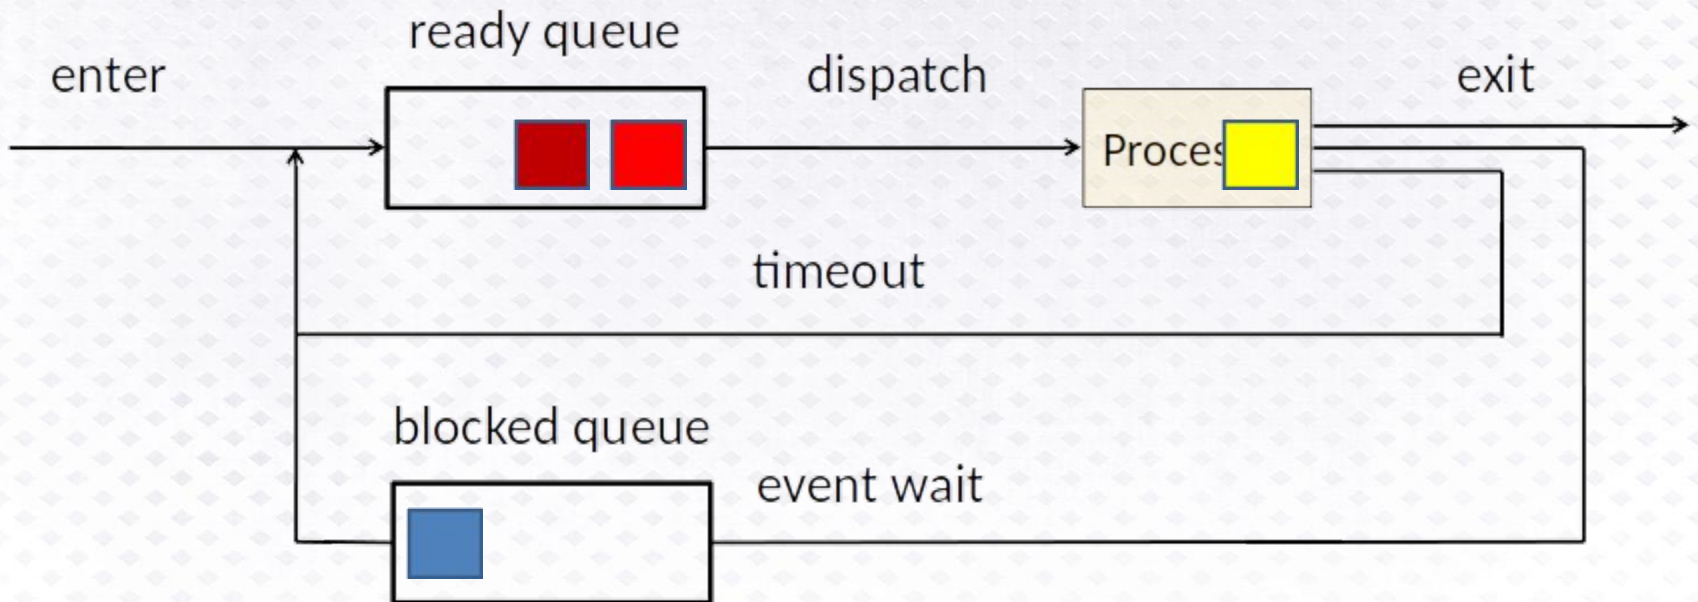 ready queue
enter
dispatch
exit
Proces
timeout
blocked queue
event wait